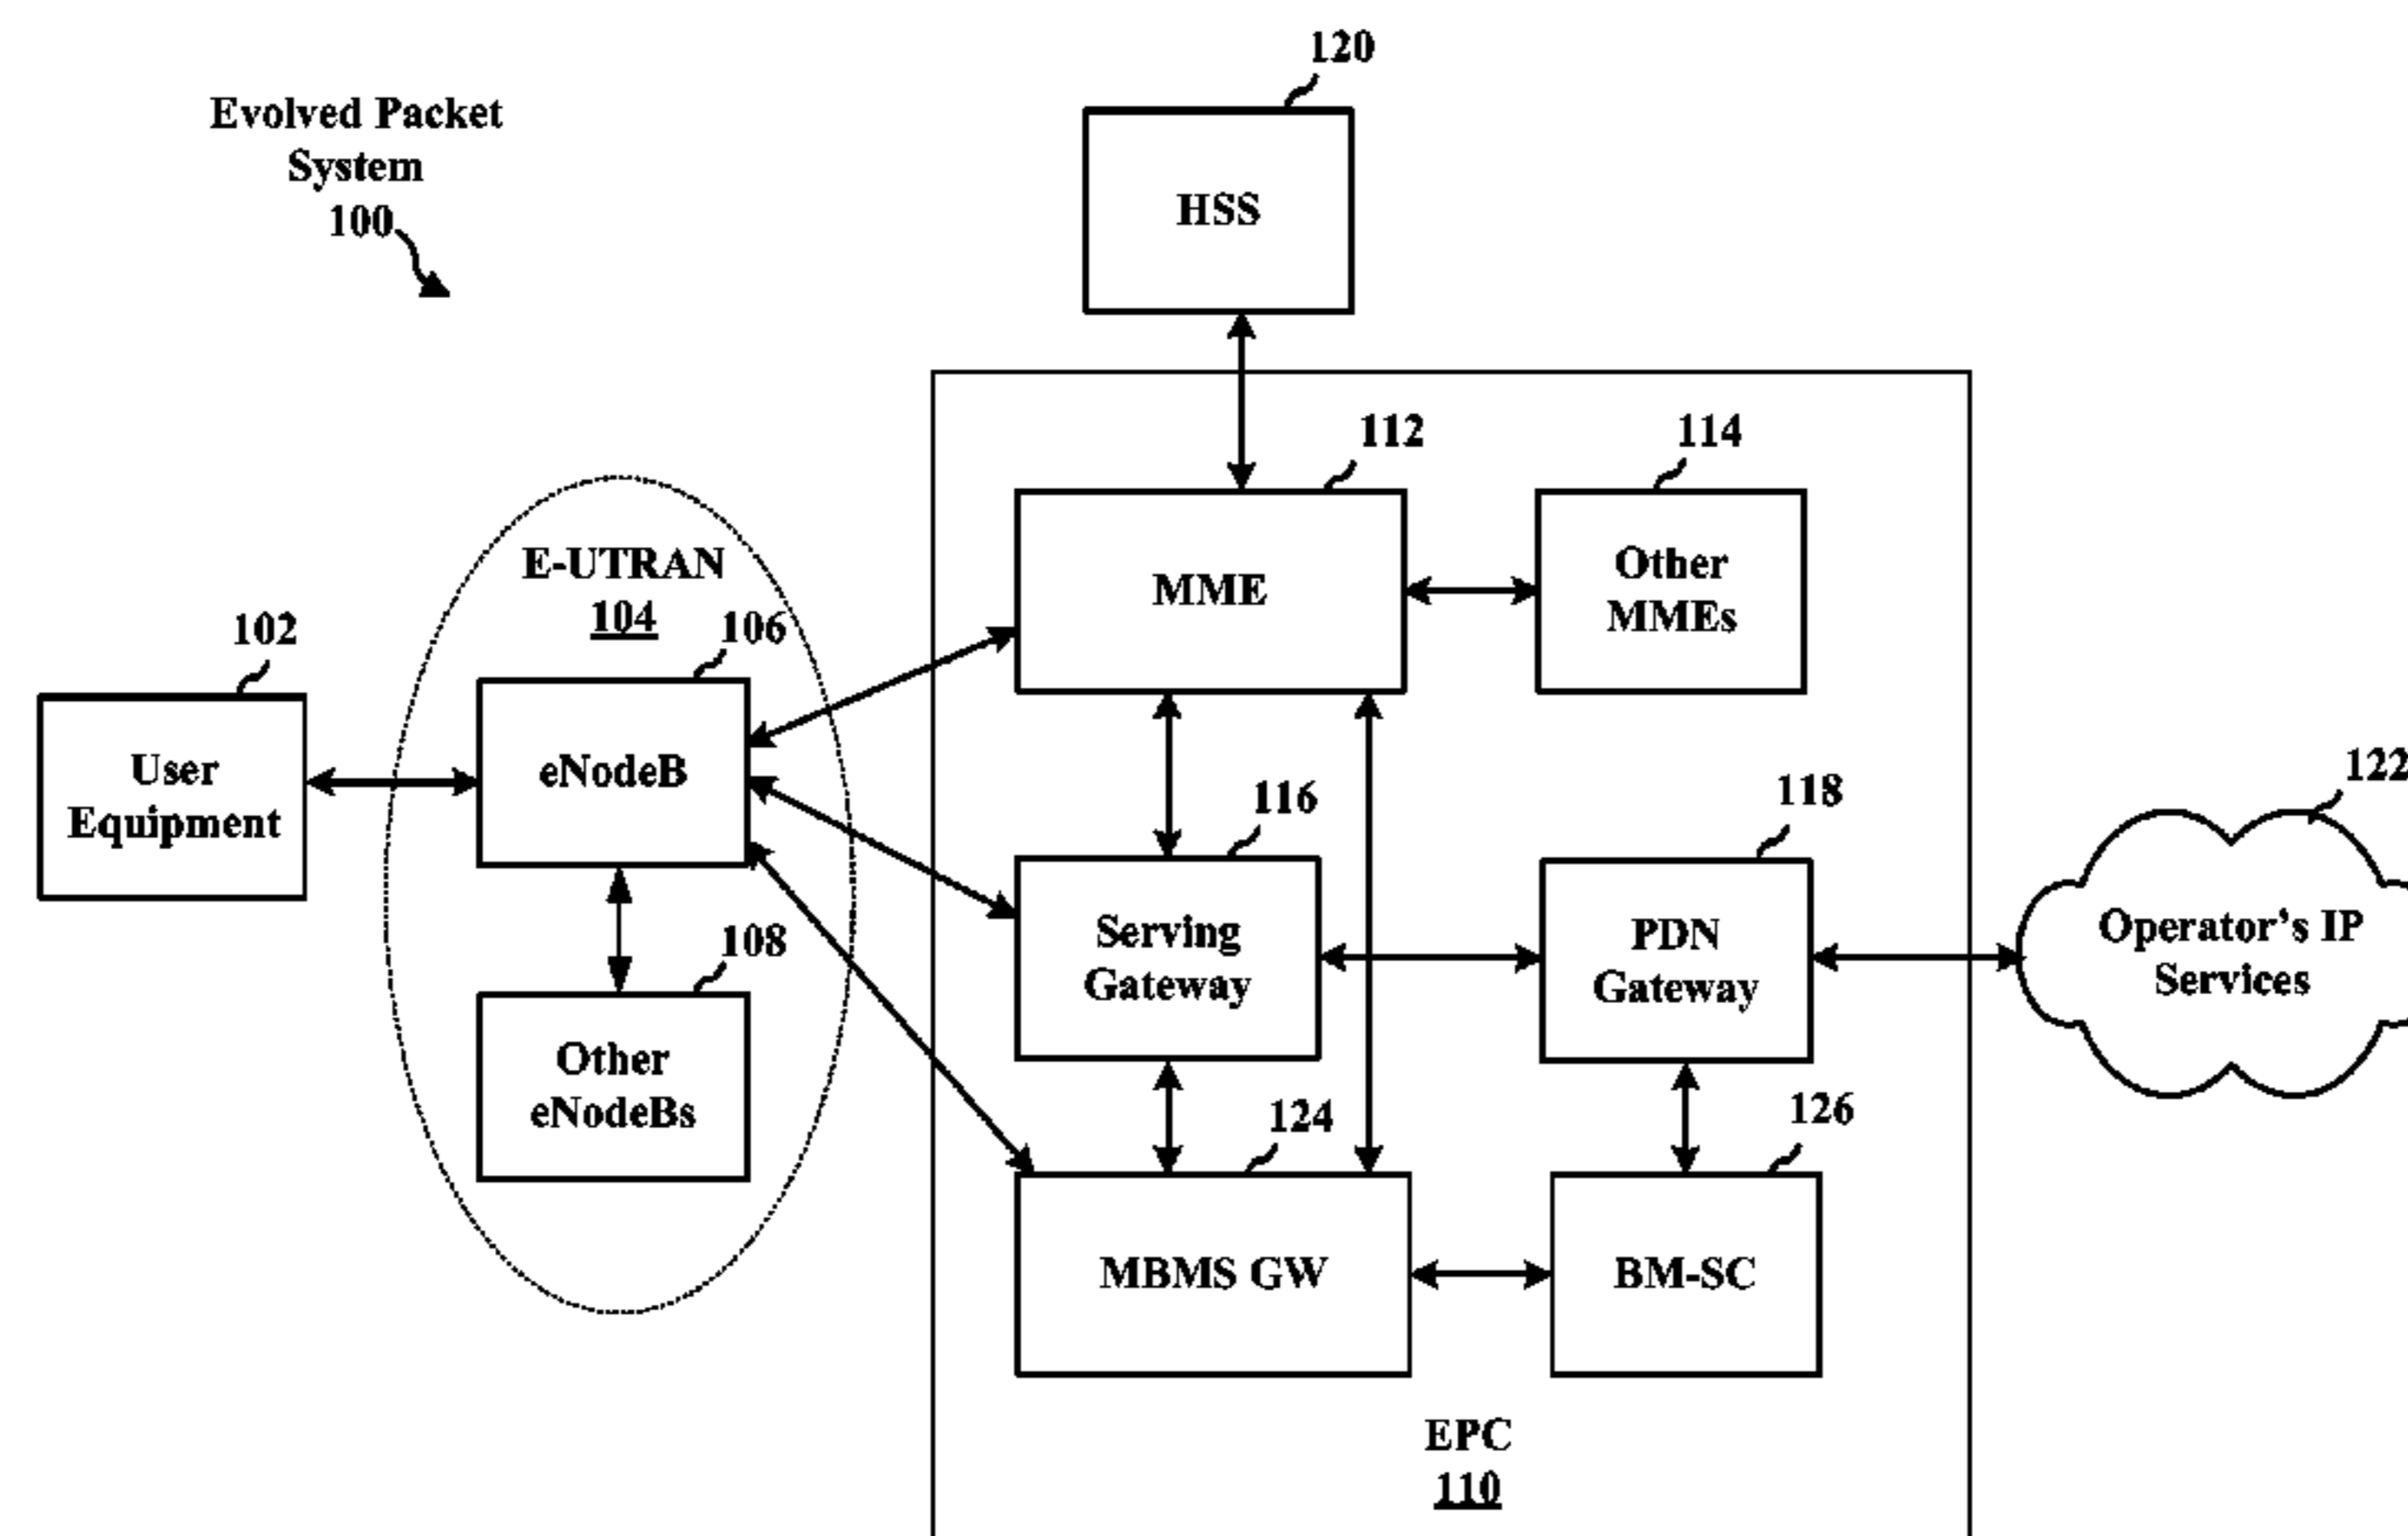 120
Evolved Packet
System
100
HSS
112
114
E-UTRAN
104
106
MME
Other
MMEs
102
User
Equipment
eNodeB
116
118
122
Serving
Gateway
PDN
Gateway
Operator's IP
Services
108
Other
eNodeBs
124
126
MBMS GW
BM-SC
EPC
110